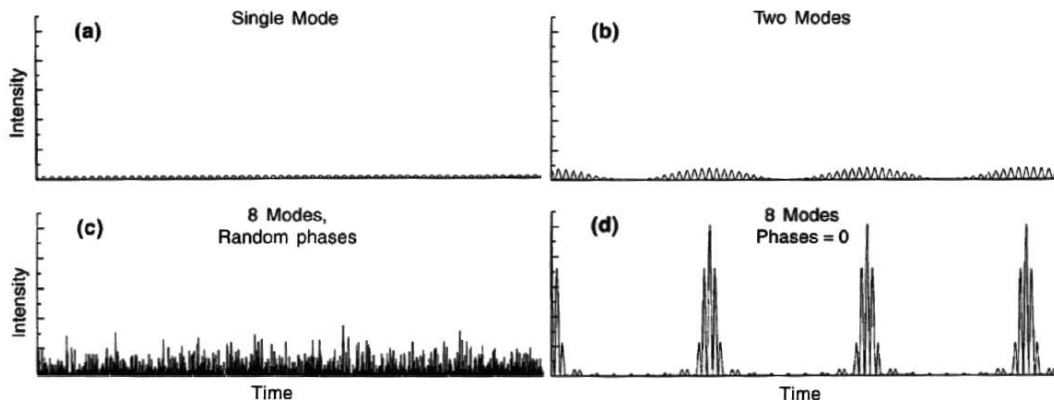 (a)
Single Mode
Intensity
(b)
Two Modes
(c)
8 Modes,
Random phases
Intensity
Time
(d)
8 Modes
Phases = 0
Time